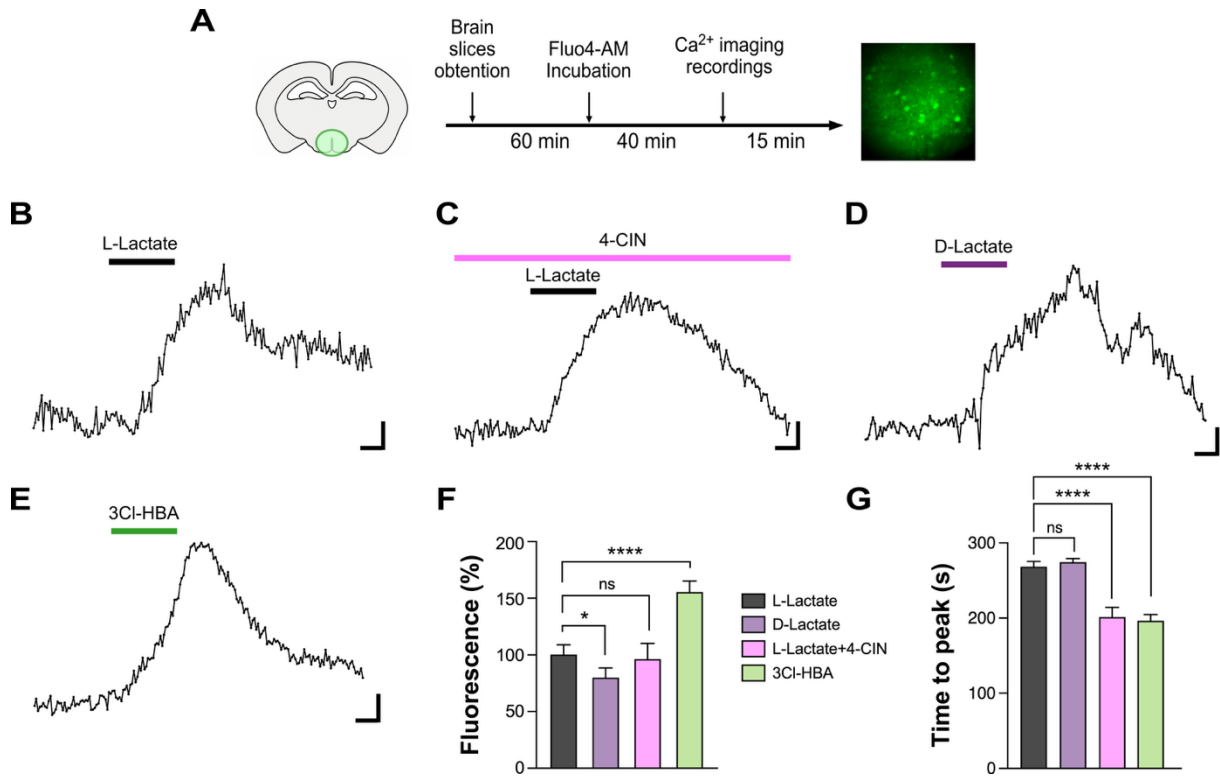 A
Brain
slices
obtention
Fluo4-AM
Incubation
Ca²⁺ imaging
recordings
60 min
40 min
15 min
B
L-Lactate
C
4-CIN
L-Lactate
D
D-Lactate
E
3Cl-HBA
F
Fluorescence (%)
200
150
100
50
0
*
ns
****
L-Lactate
D-Lactate
L-Lactate+4-CIN
3Cl-HBA
G
Time to peak (s)
300
200
100
0
ns
****
****